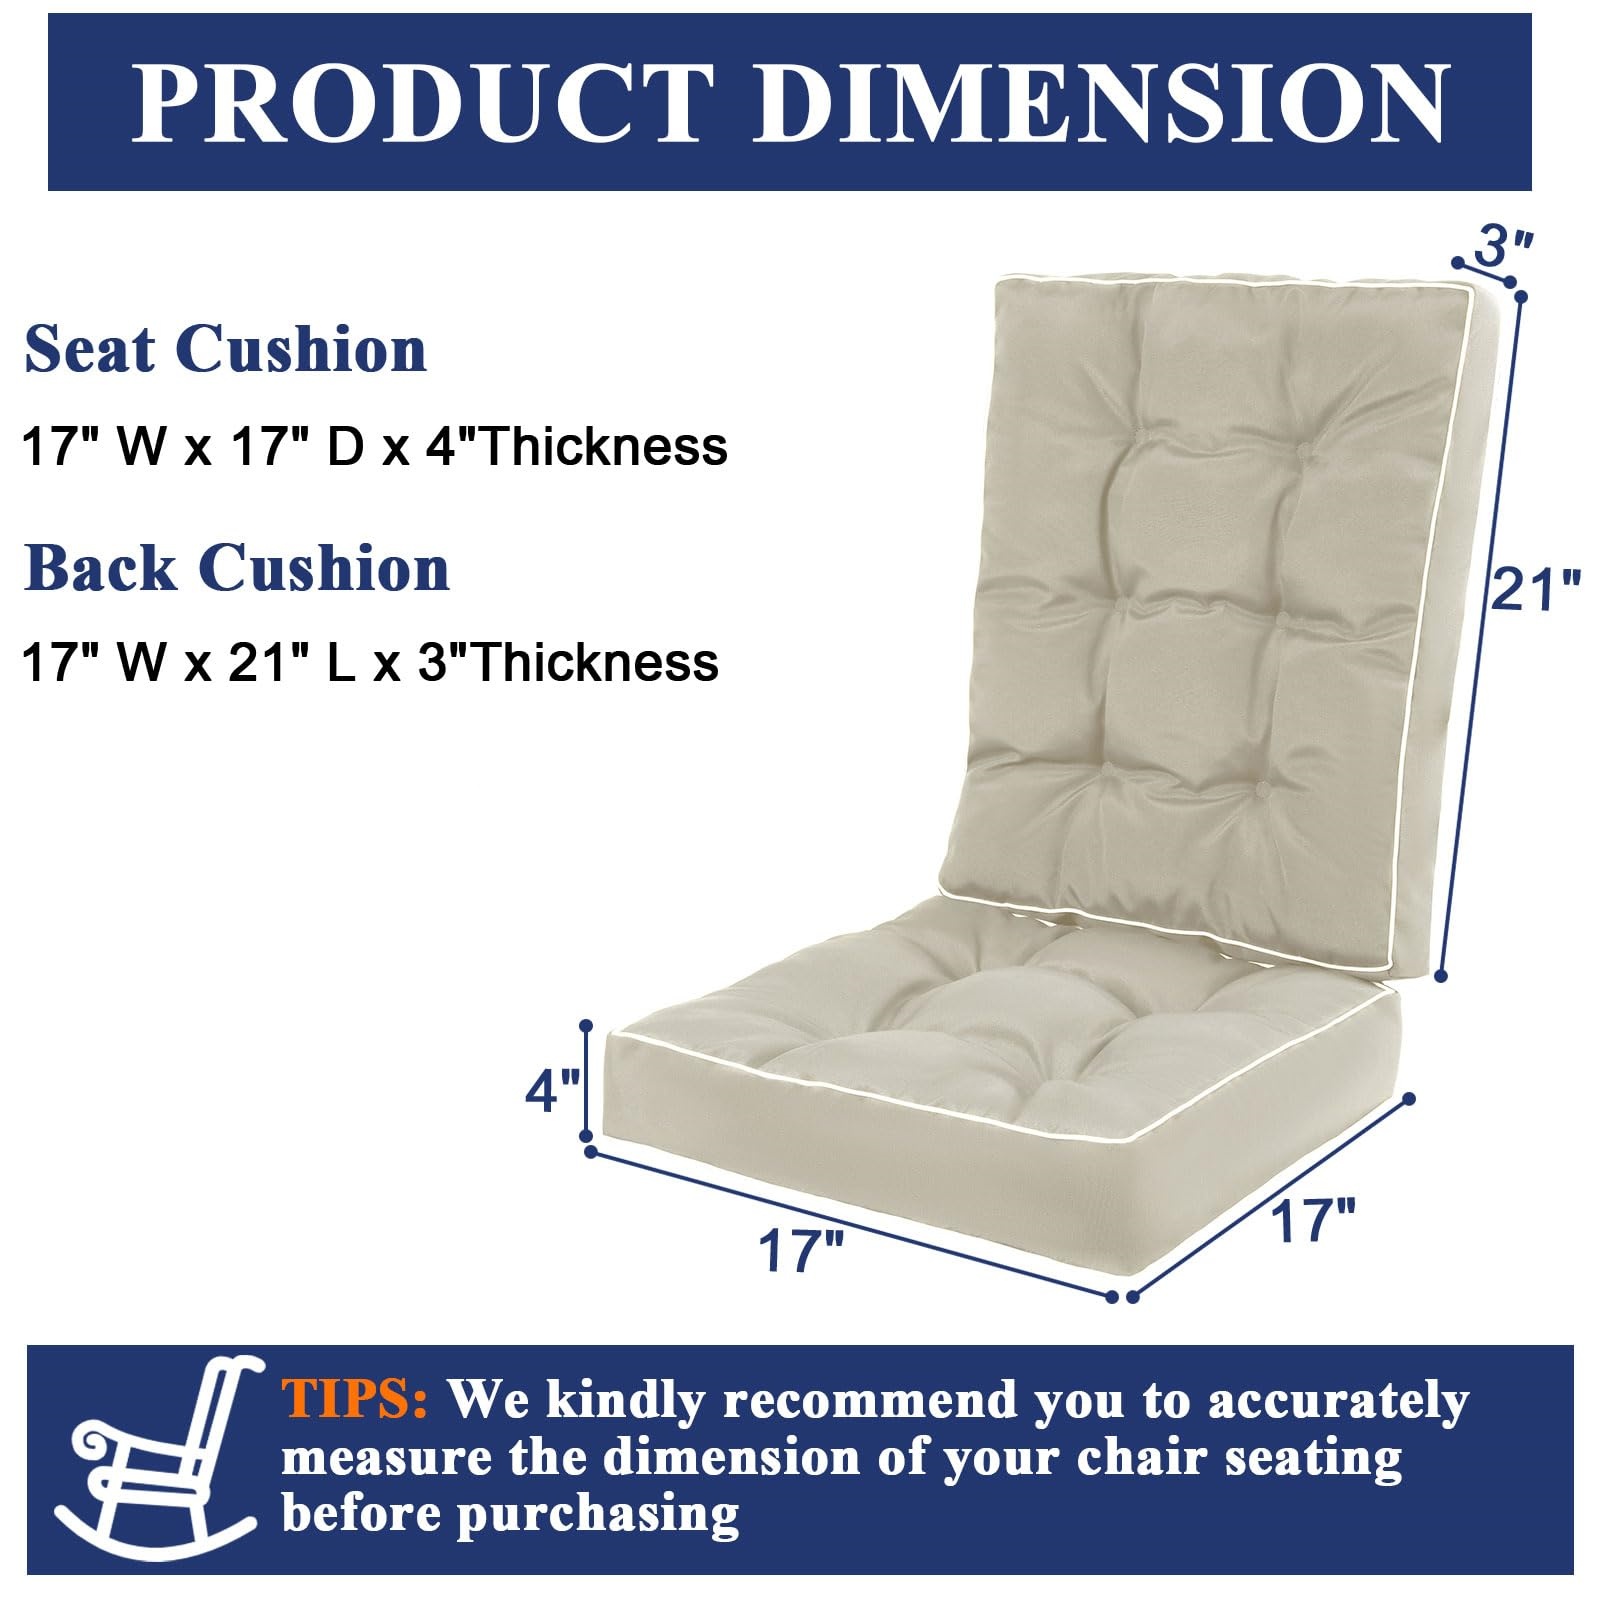 PRODUCT DIMENSION
3"
Seat Cushion
17" W x 17" D x 4"Thickness
Back Cushion
17" W x 21" L x 3"Thickness
21"
4"
17"
17"
TIPS: We kindly recommend you to accurately
measure the dimension of your chair seating
before purchasing